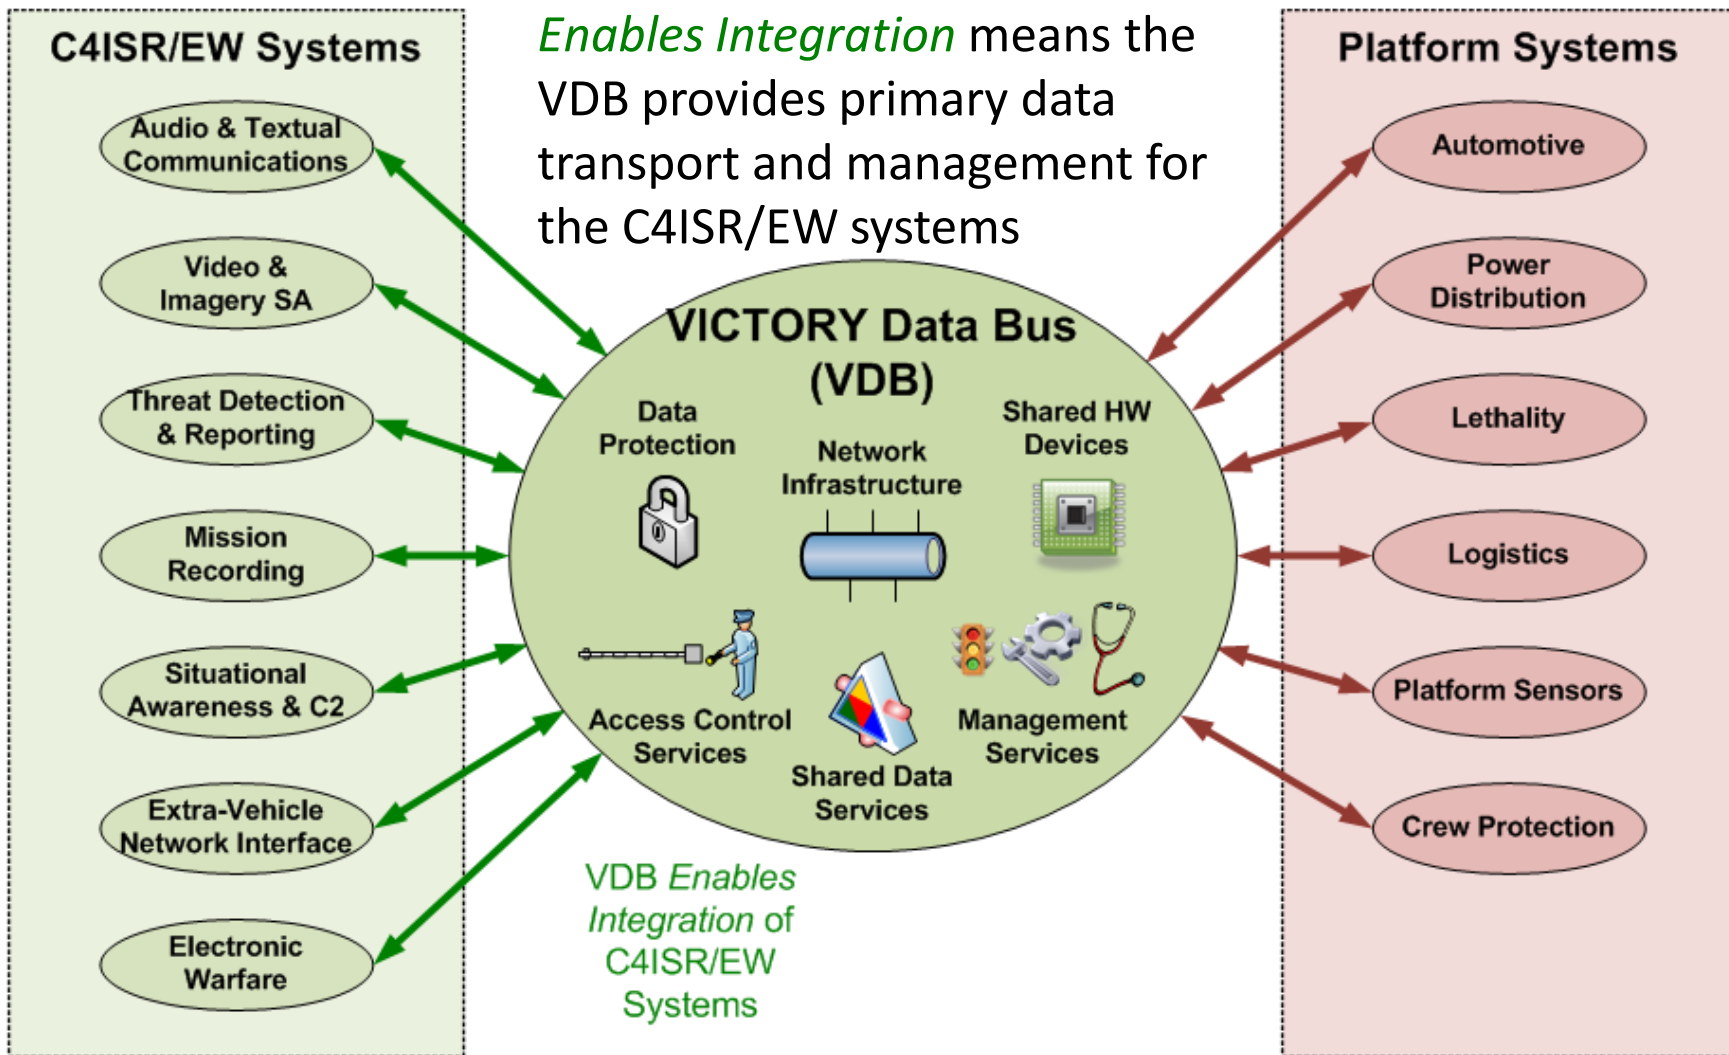 C4ISR/EW Systems
Audio & Textual
Communications
Video &
Imagery SA
Threat Detection
& Reporting
Mission
Recording
Situational
Awareness & C2
Extra-Vehicle
Network Interface
Electronic
Warfare
Enables Integration means the
VDB provides primary data
transport and management for
the C4ISR/EW systems
VICTORY Data Bus
(VDB)
Data
Protection
Network
Infrastructure
Shared HW
Devices
Access Control
Services
Shared Data
Services
Management
Services
VDB Enables
Integration of
C4ISR/EW
Systems
Platform Systems
Automotive
Power
Distribution
Lethality
Logistics
Platform Sensors
Crew Protection